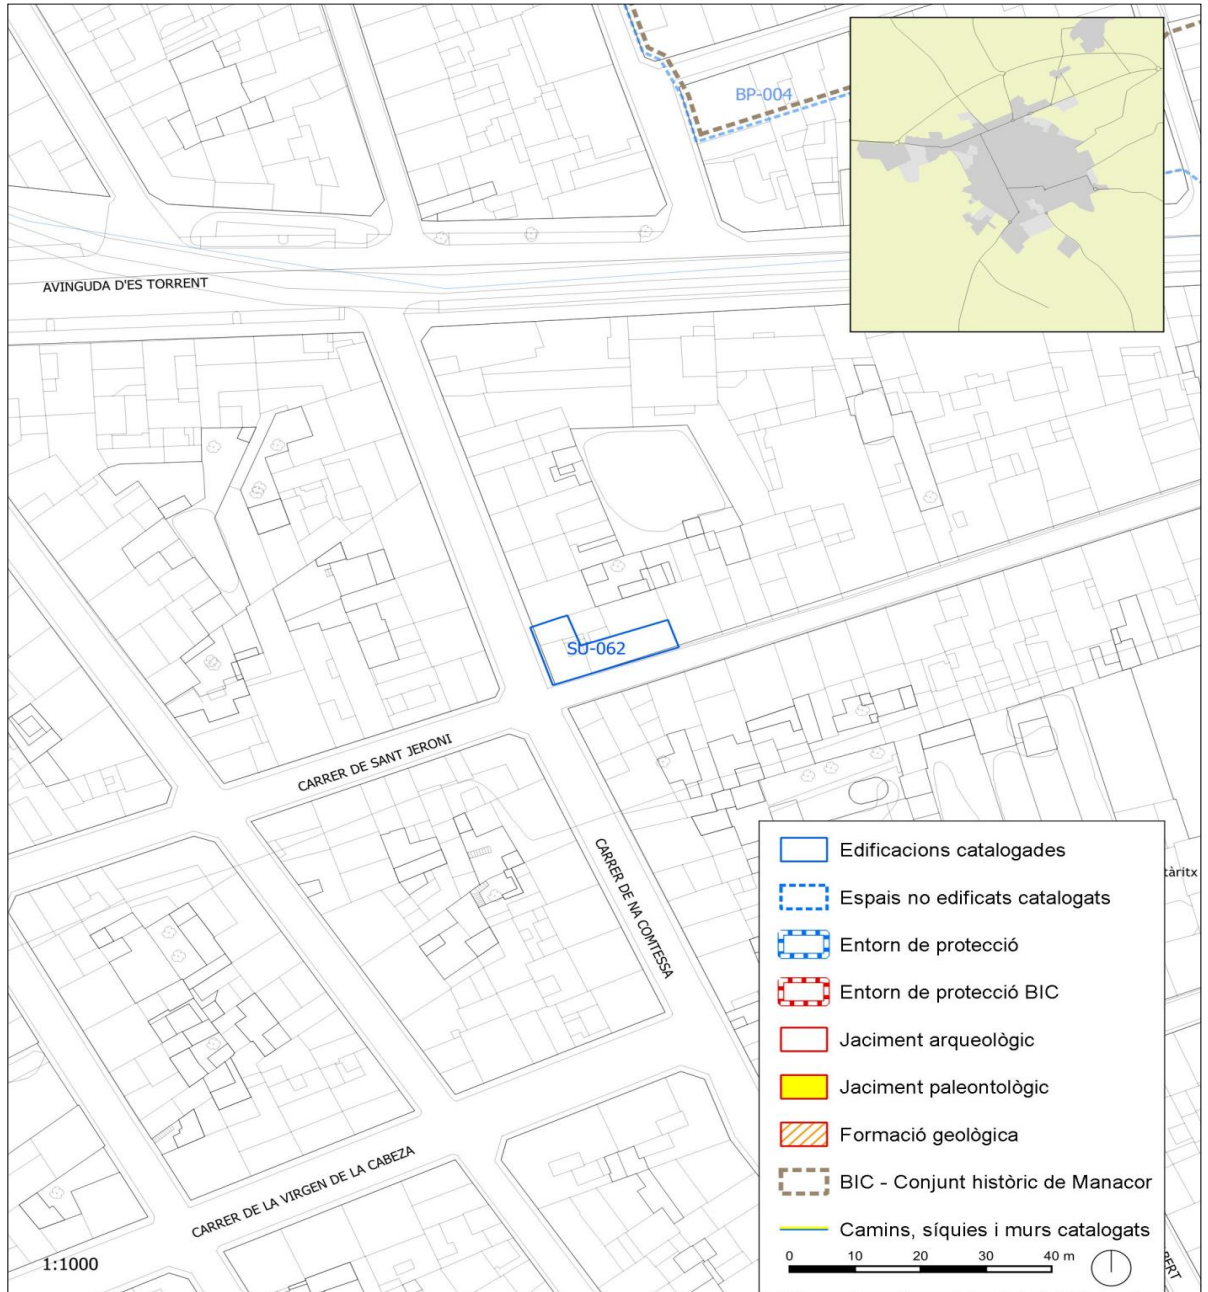 BP-004
AVINGUDA D'ES TORRENT
SU-062
CARRER DE SANT JERONI
CARRER DE NA COMTESSA
CARRER DE LA VIRGEN DE LA CABEZA
tàritx
Edificacions catalogades
Espais no edificats catalogats
Entorn de protecció
Entorn de protecció BIC
Jaciment arqueològic
Jaciment paleontològic
Formació geològica
BIC - Conjunt històric de Manacor
Camins, síquies i murs catalogats
0 10 20 30 40 m
1:1000